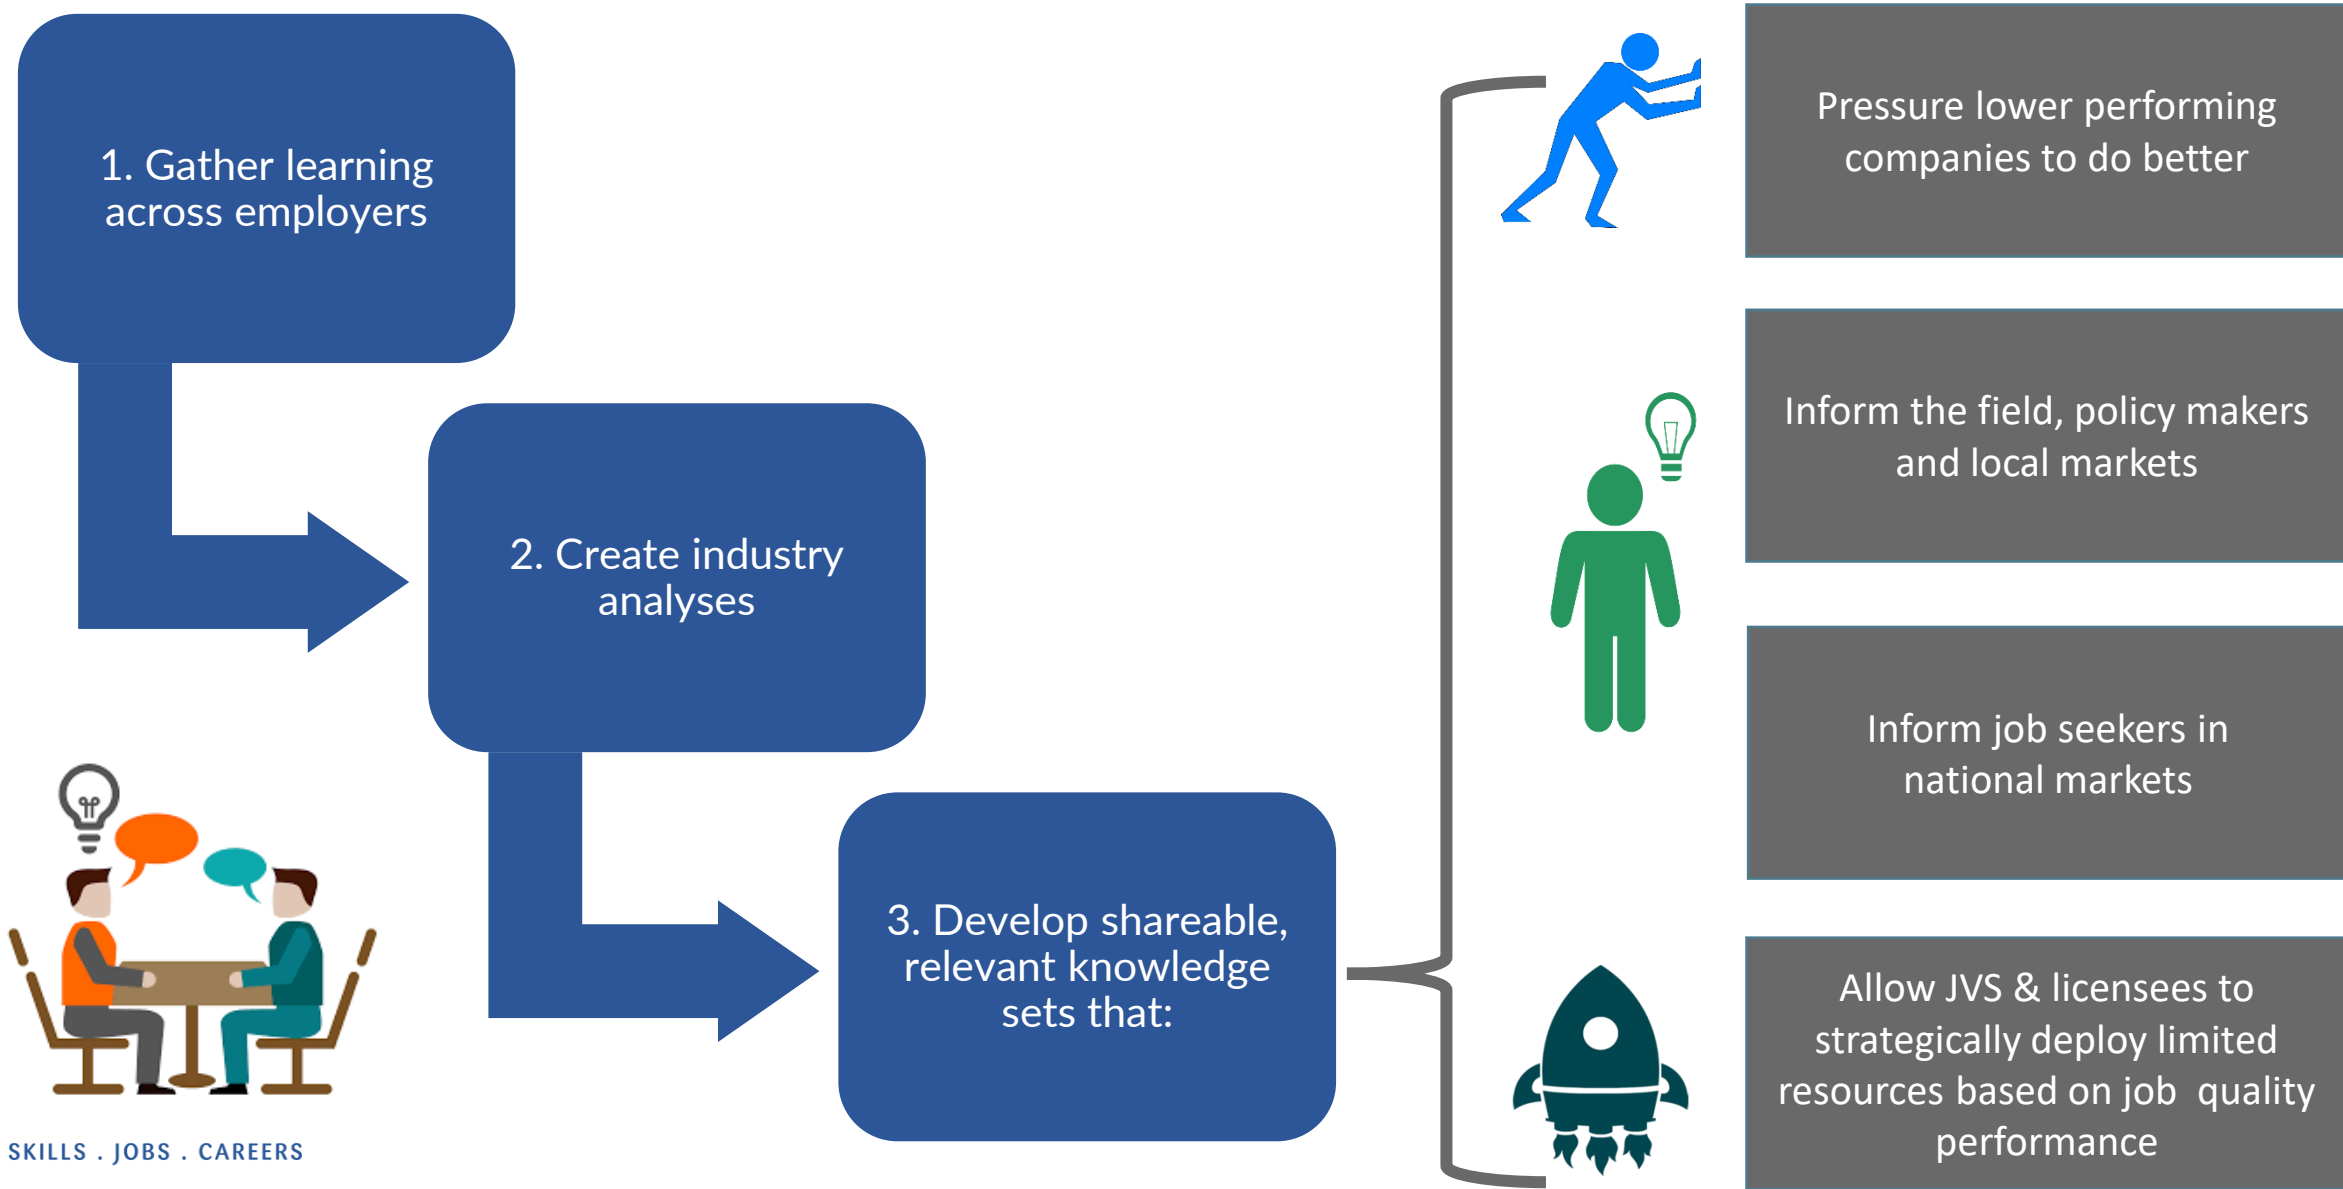 1. Gather learning
across employers
2. Create industry
analyses
3. Develop shareable,
relevant knowledge
sets that:
Pressure lower performing
companies to do better
Inform the field, policy makers
and local markets
Inform job seekers in
national markets
Allow JVS & licensees to
strategically deploy limited
resources based on job  quality
performance
SKILLS . JOBS . CAREERS